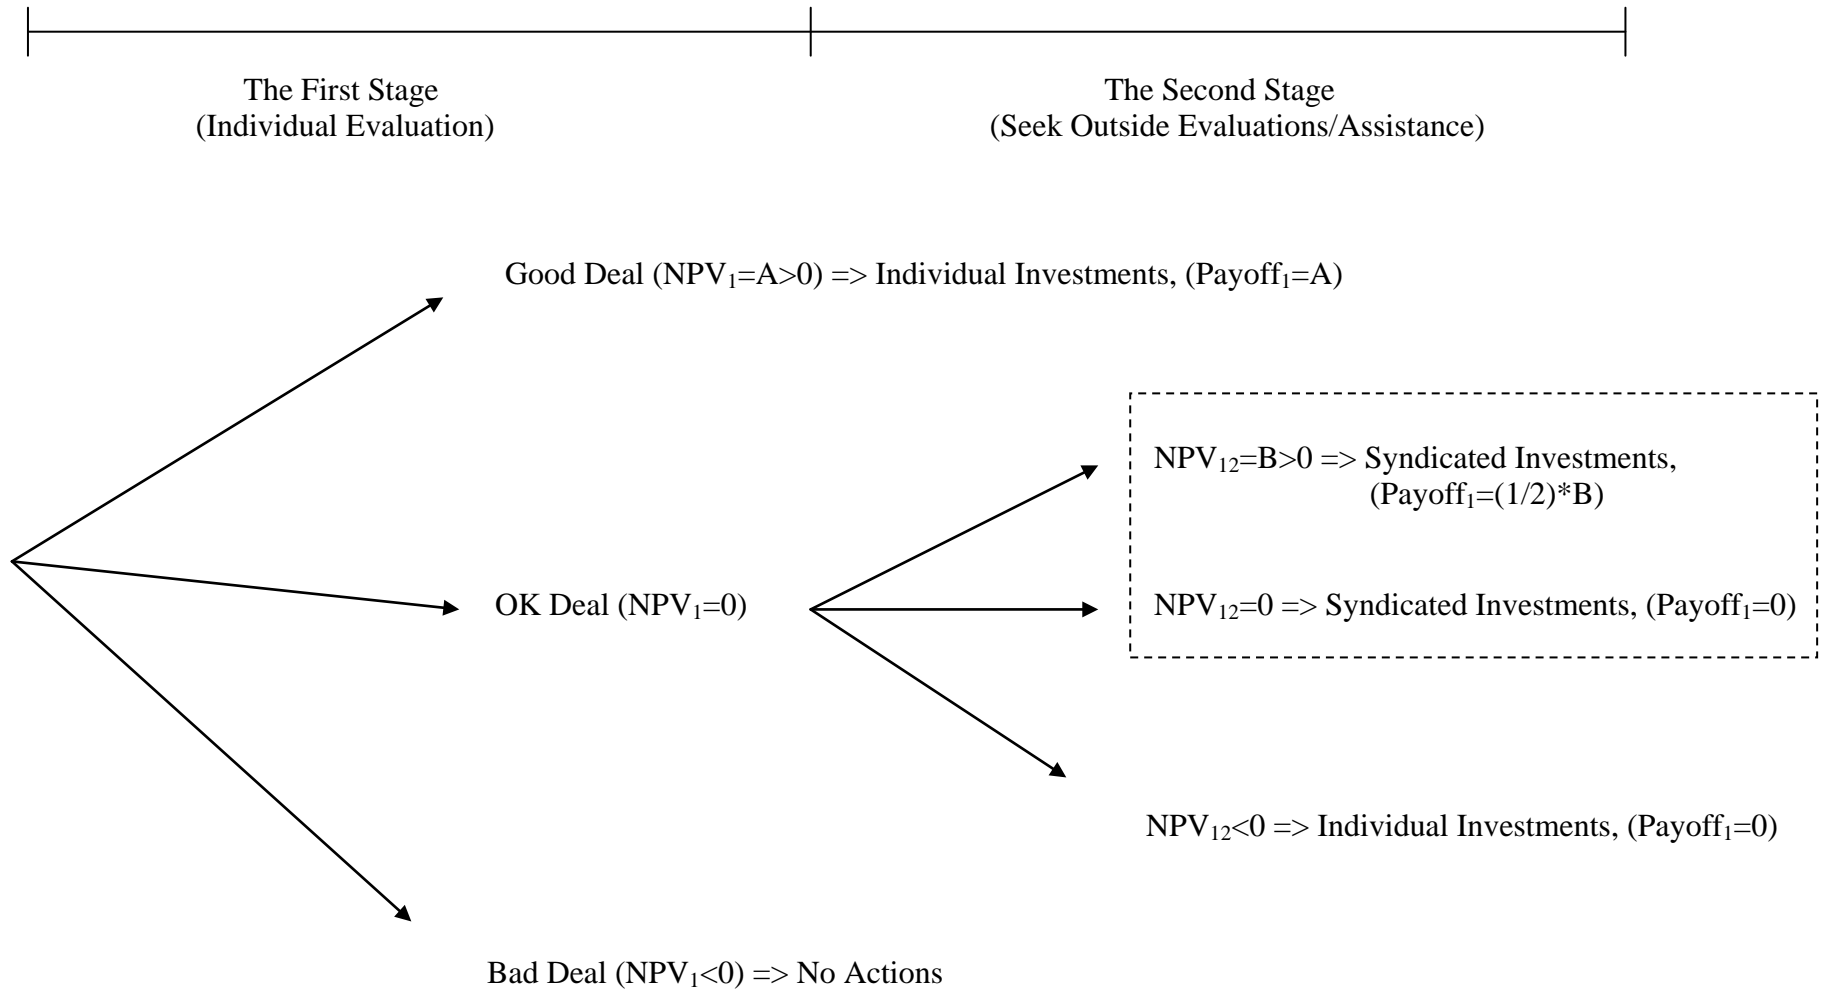 The First Stage
(Individual Evaluation)
The Second Stage
(Seek Outside Evaluations/Assistance)
Good Deal (NPV₁=A>0) => Individual Investments, (Payoff₁=A)
NPV₁₂=B>0 => Syndicated Investments,
(Payoff₁=(1/2)*B)
OK Deal (NPV₁=0)
NPV₁₂=0 => Syndicated Investments, (Payoff₁=0)
NPV₁₂<0 => Individual Investments, (Payoff₁=0)
Bad Deal (NPV₁<0) => No Actions